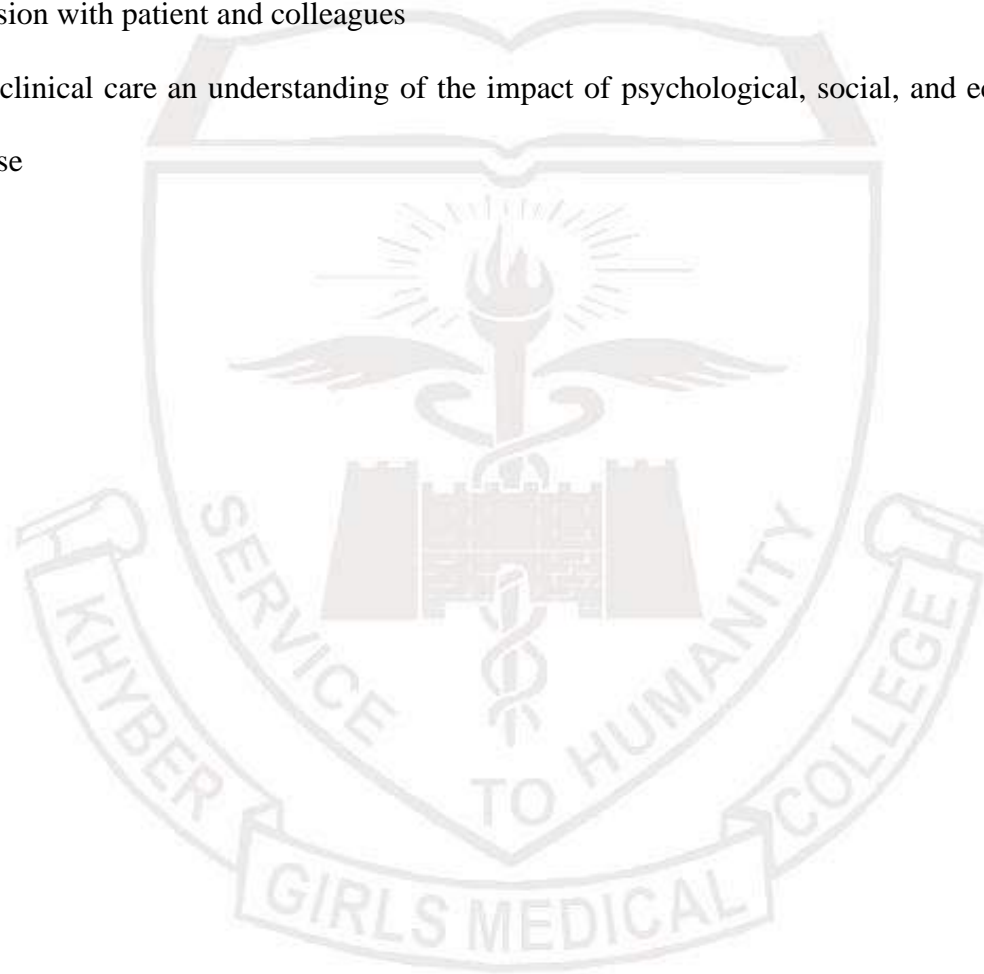 sion with patient and colleagues
clinical care an understanding of the impact of psychological, social, and ec
se
SERVICE TO HUMANITY
KHYBER GIRLS MEDICAL COLLEGE